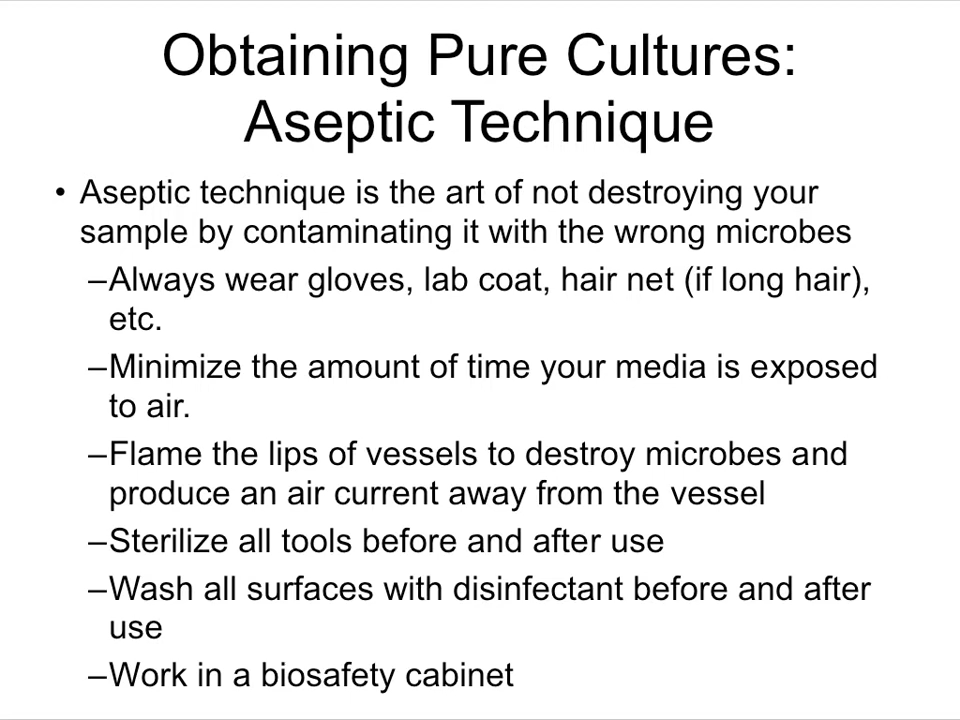 Obtaining Pure Cultures:
Aseptic Technique
• Aseptic technique is the art of not destroying your
sample by contaminating it with the wrong microbes
–Always wear gloves, lab coat, hair net (if long hair),
etc.
–Minimize the amount of time your media is exposed
to air.
–Flame the lips of vessels to destroy microbes and
produce an air current away from the vessel
–Sterilize all tools before and after use
–Wash all surfaces with disinfectant before and after
use
–Work in a biosafety cabinet